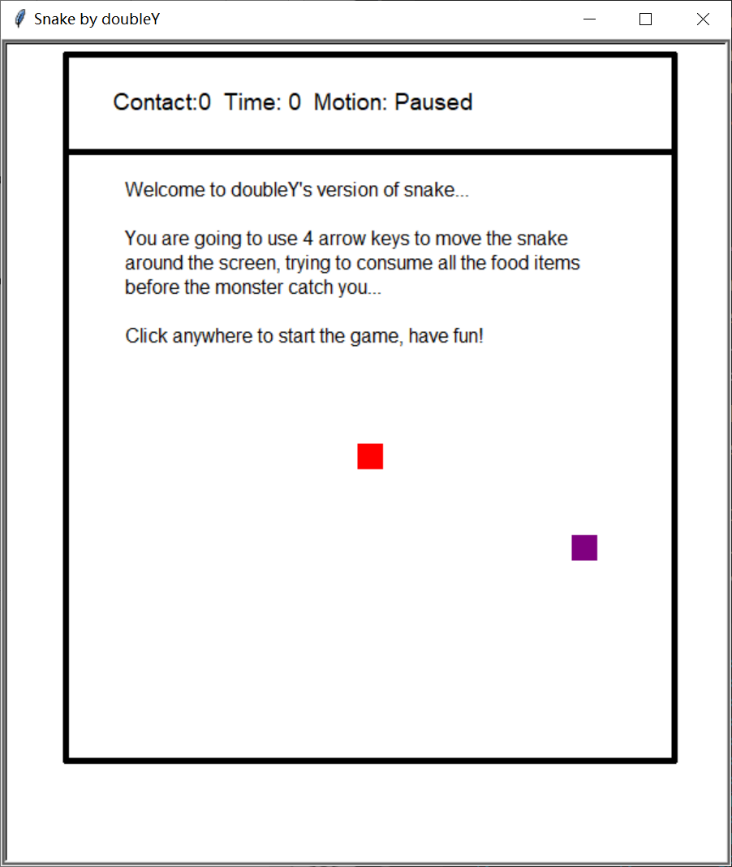 Snake by doubleY
Contact:0  Time: 0  Motion: Paused
Welcome to doubleY's version of snake...
You are going to use 4 arrow keys to move the snake
around the screen, trying to consume all the food items
before the monster catch you...
Click anywhere to start the game, have fun!